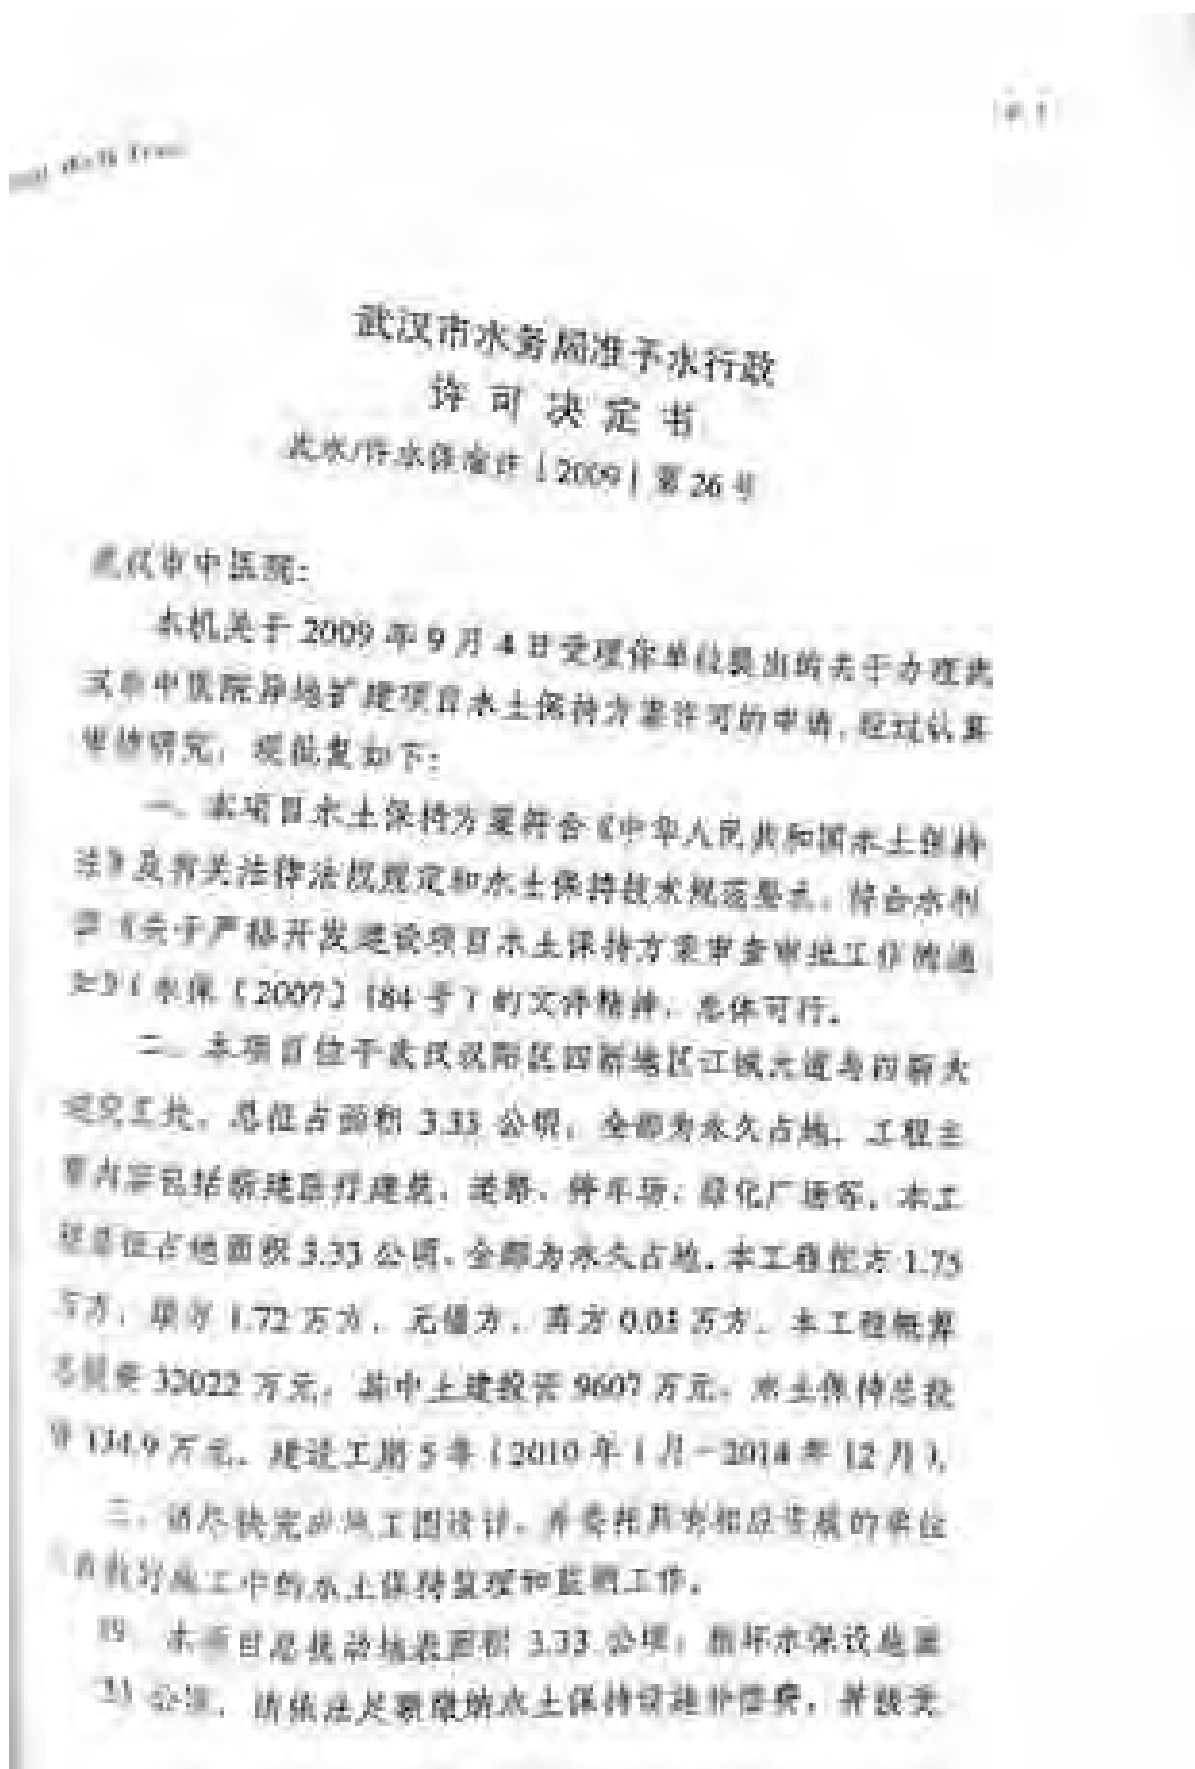 武汉市水务局准予水行政
许可决定书
武水/许水保准许〔2009〕第26号
武汉市中医院：
本机关于2009年9月4日受理你单位提出的关于办理武
汉市中医院异地扩建项目水土保持方案许可的申请，经过认真
审核研究，现批复如下：
一、本项目水土保持方案符合《中华人民共和国水土保持
法》及有关法律法规规定和水土保持技术规范要求，符合水利
部《关于严格开发建设项目水土保持方案审查审批工作的通
知》（水保〔2007〕184号）的文件精神，总体可行。
二、本项目位于武汉汉阳区四新地区江城大道与四新大
道交汇处，总征占面积3.33公顷，全部为永久占地，工程主
要内容包括新建医疗建筑、道路、停车场、绿化广场等。本工
程总征占地面积3.33公顷，全部为永久占地。本工程挖方1.75
万方，填方1.72万方，无借方，弃方0.03万方。本工程概算
总投资32022万元，其中土建投资9607万元，水土保持总投
资134.9万元。建设工期5年（2010年1月－2014年12月）。
三、请尽快完成施工图设计，并委托具有相应资质的单位
做好施工中的水土保持监理和监测工作。
四、本项目总扰动地表面积3.33公顷，损坏水保设施面
公顷，请依法足额缴纳水土保持设施补偿费，并接受